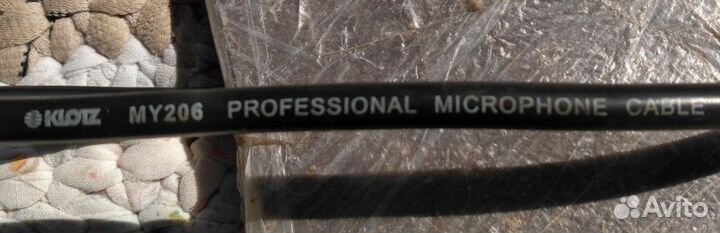 KLOTZ MY206 PROFESSIONAL MICROPHONE CABLE
Avito